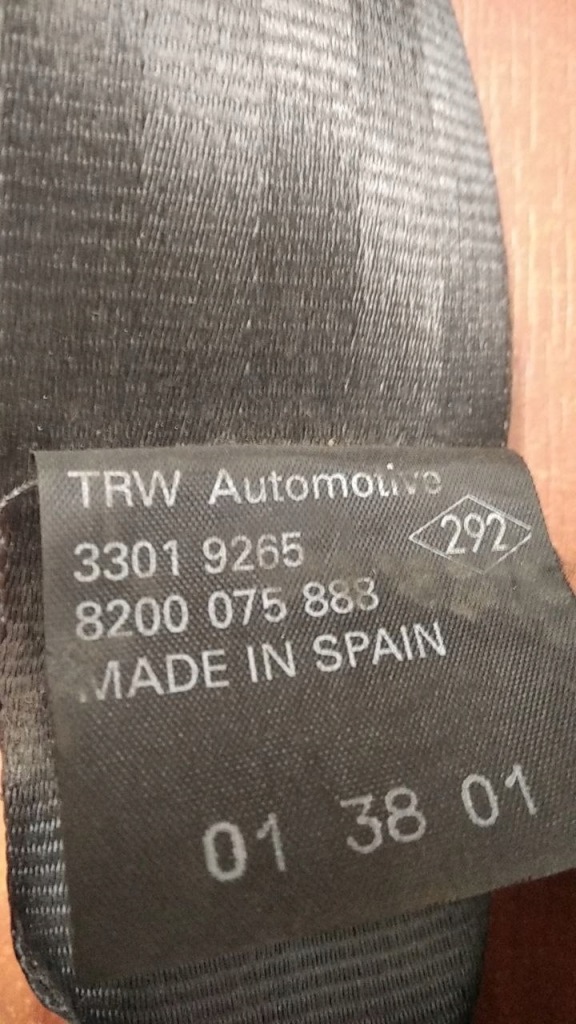 TRW Automotive
292
3301 9265
8200 075 888
MADE IN SPAIN
01 38 01